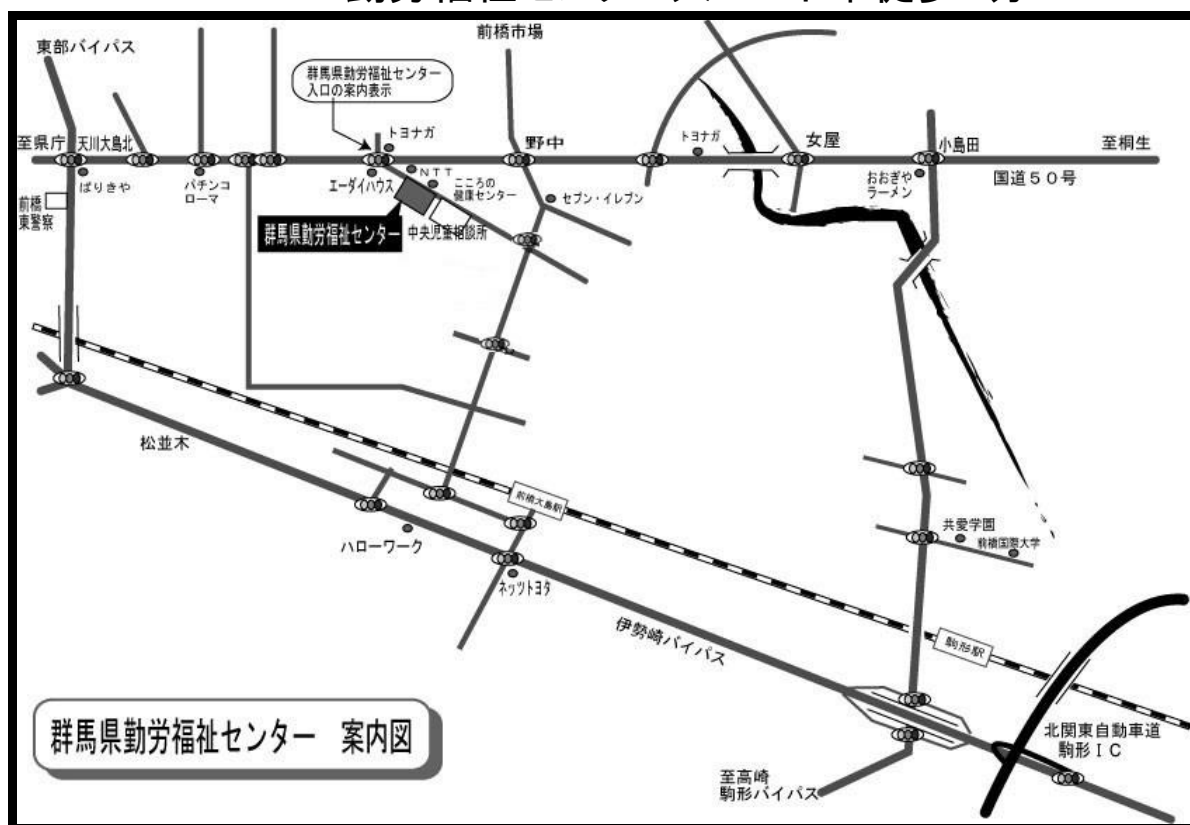 東部バイパス
前橋市場
群馬県勤労福祉センター
入口の案内表示
至県庁
天川大島北
トヨナガ
野中
トヨナガ
女屋
小島田
至桐生
国道50号
ぱりきや
パチンコ
ローマ
エーダイハウス
NTT
こころの
健康センター
セブン・イレブン
おおぎや
ラーメン
前橋
東警察
群馬県勤労福祉センター
中央児童相談所
松並木
前橋大島駅
共愛学園
前橋国際大学
ハローワーク
ネッツトヨタ
伊勢崎バイパス
駒形駅
群馬県勤労福祉センター 案内図
北関東自動車道
駒形IC
至高崎
駒形バイパス